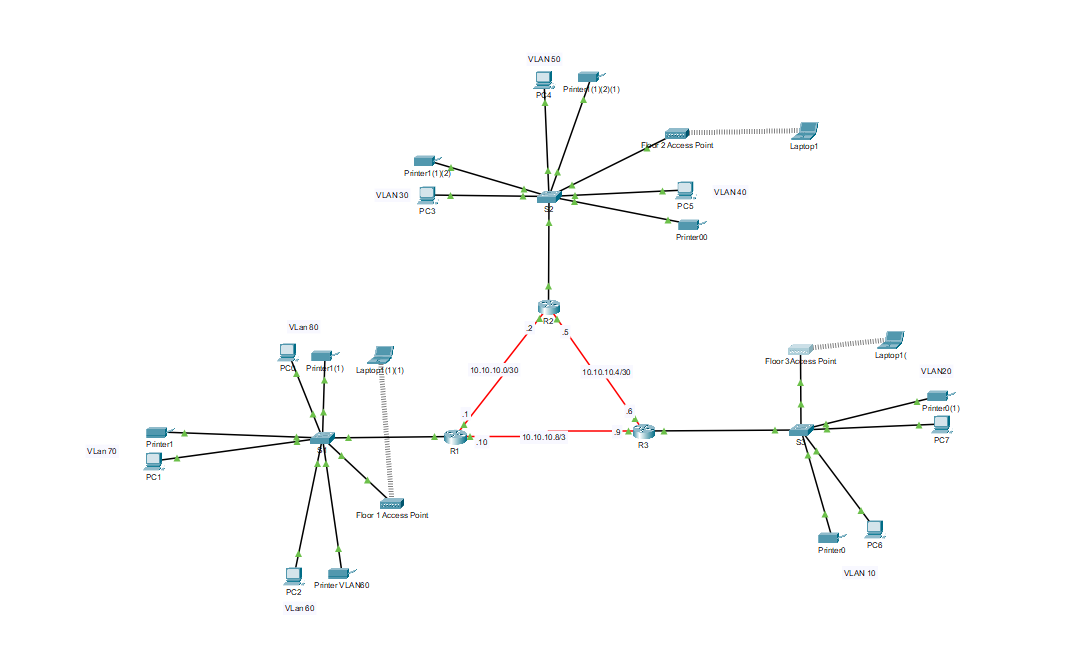 VLAN 50
PC4
Printer1(1)(2)(1)
Floor 2 Access Point
Laptop1
Printer1(1)(2)
VLAN 30
PC3
S2
PC5
VLAN 40
Printer00
R2
.2
.5
VLan 80
PC0
Printer1(1)
Laptop1(1)(1)
10.10.10.0/30
10.10.10.4/30
Floor 3Access Point
Laptop1(
VLAN20
Printer0(1)
PC7
.1
.6
Printer1
VLan 70
PC1
S1
R1
.10
10.10.10.8/3
.9
R3
S3
Floor 1 Access Point
Printer0
PC6
VLAN 10
PC2
Printer VLAN60
VLan 60